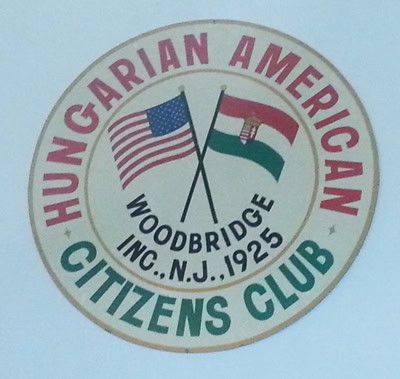 HUNGARIAN AMERICAN
CITIZENS CLUB
WOODBRIDGE
INC., N.J., 1925